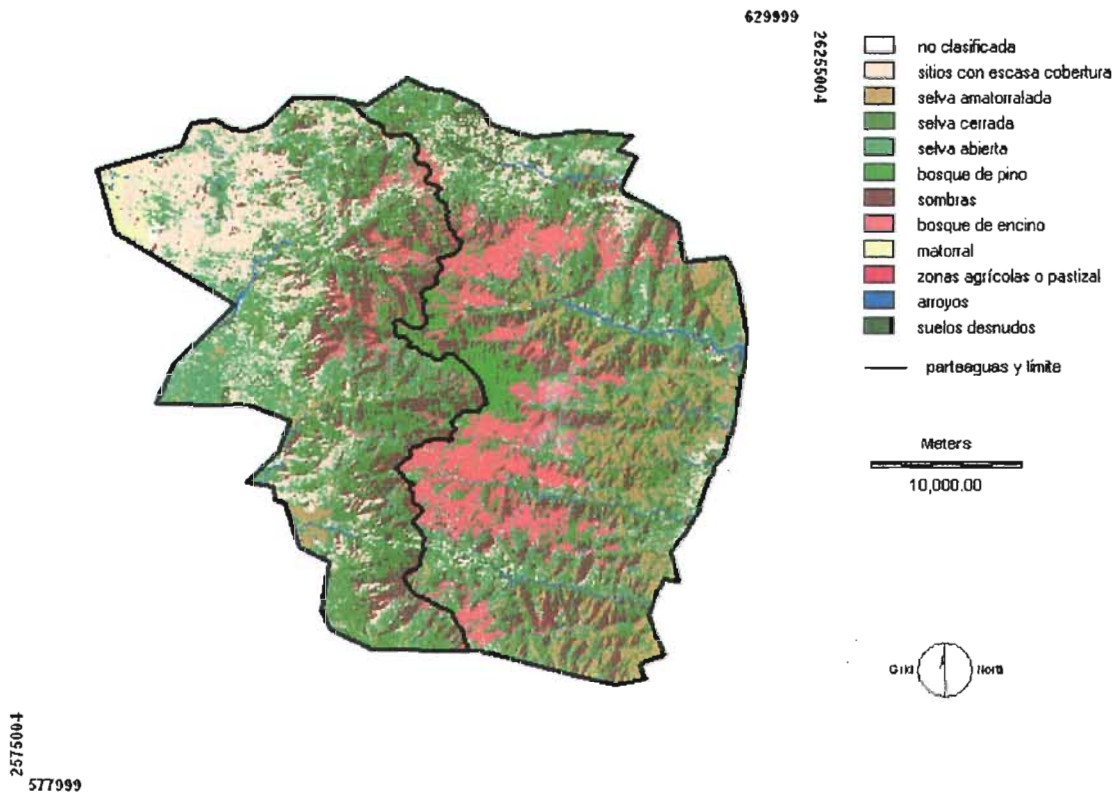 629999
26255004
no clasificada
sitios con escasa cobertura
selva amatorralada
selva cerrada
selva abierta
bosque de pino
sombras
bosque de encino
matorral
zonas agrícolas o pastizal
arroyos
suelos desnudos
parteaguas y límite
Meters
10,000.00
Grid North
2575004
577999